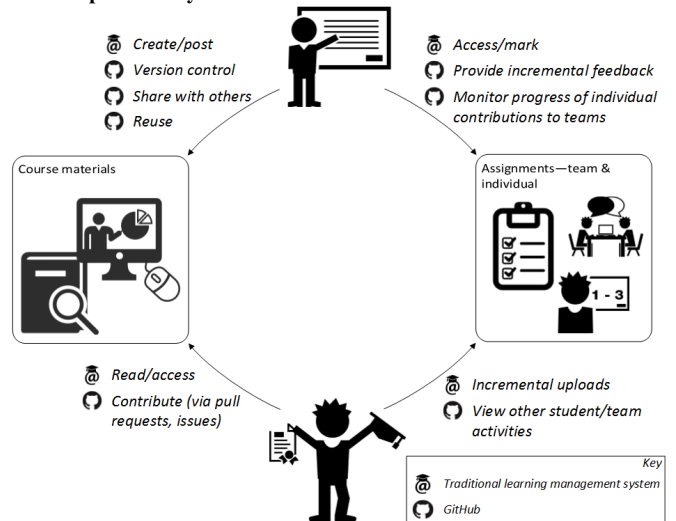 Create/post
Version control
Share with others
Reuse
Access/mark
Provide incremental feedback
Monitor progress of individual
contributions to teams
Course materials
Assignments—team &
individual
1 - 3
Read/access
Contribute (via pull
requests, issues)
Incremental uploads
View other student/team
activities
Key
Traditional learning management system
GitHub